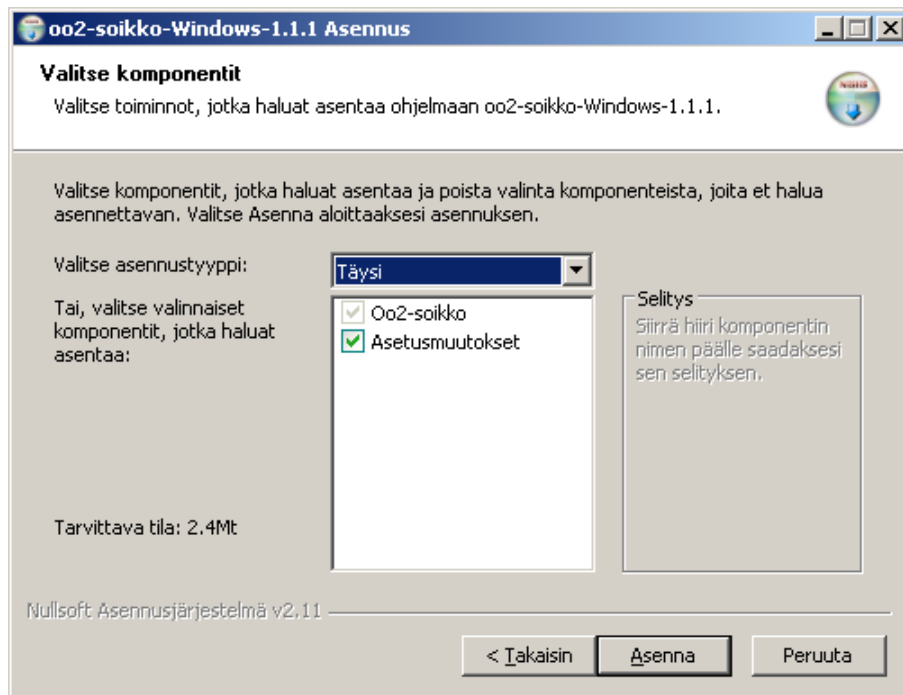 oo2-soikko-Windows-1.1.1 Asennus
Valitse komponentit
Valitse toiminnot, jotka haluat asentaa ohjelmaan oo2-soikko-Windows-1.1.1.
NSIS
Valitse komponentit, jotka haluat asentaa ja poista valinta komponenteista, joita et halua
asennettavan. Valitse Asenna aloittaaksesi asennuksen.
Valitse asennustyyppi:
Täysi
Tai, valitse valinnaiset
komponentit, jotka haluat
asentaa:
Oo2-soikko
Asetusmuutokset
Selitys
Siirrä hiiri komponentin
nimen päälle saadaksesi
sen selityksen.
Tarvittava tila: 2.4Mt
Nullsoft Asennusjärjestelmä v2.11
< Takaisin
Asenna
Peruuta